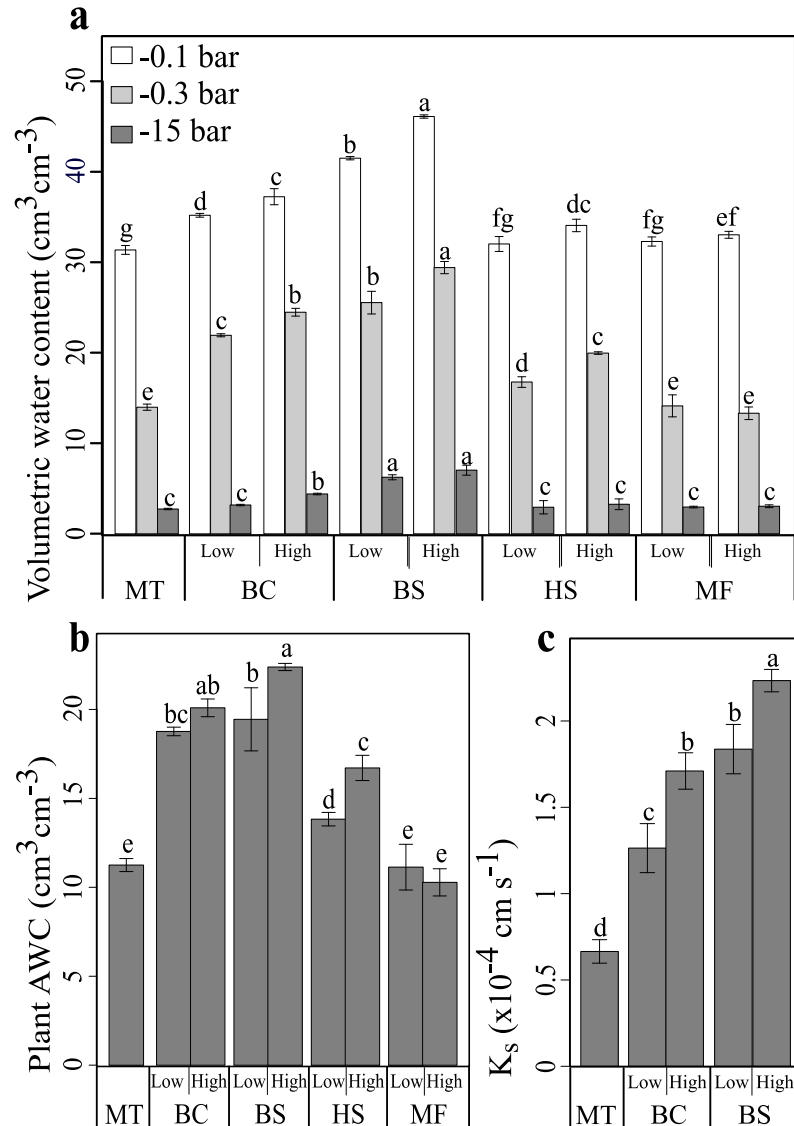 a
-0.1 bar
-0.3 bar
-15 bar
Volumetric water content (cm³cm⁻³)
50
40
30
20
10
0
g
e
c
d
c
c
c
b
b
b
b
a
a
a
a
fg
d
c
dc
c
c
fg
e
c
ef
e
c
Low High Low High Low High Low High
MT BC BS HS MF
b
Plant AWC (cm³cm⁻³)
20
15
10
5
0
e
bc
ab
b
a
d
c
e
e
Low High Low High Low High Low High
MT BC BS HS MF
c
Kₛ (x10⁻⁴ cm s⁻¹)
2
1.5
1
0.5
0
d
c
b
b
a
Low High Low High
MT BC BS